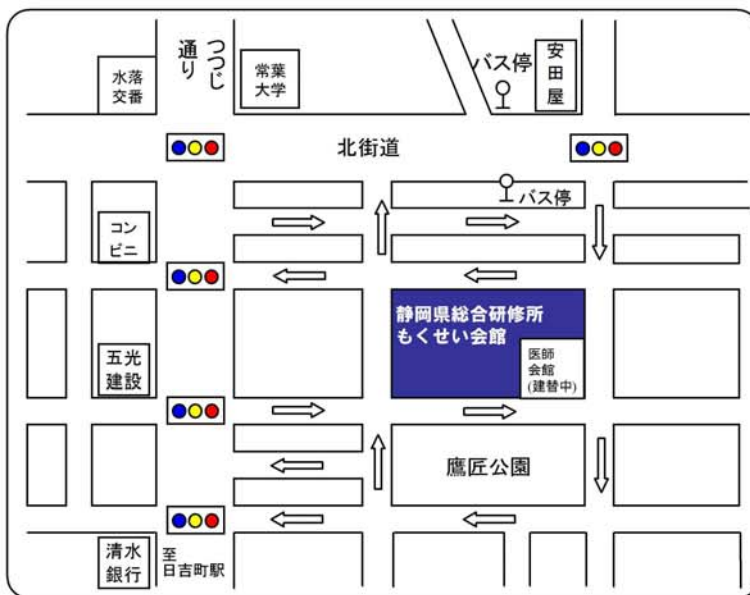 水落
交番
つつじ
通り
常葉
大学
バス停
安
田
屋
北街道
バス停
コン
ビニ
静岡県総合研修所
もくせい会館
医師
会館
(建替中)
五光
建設
鷹匠公園
清水
銀行
至
日吉町駅